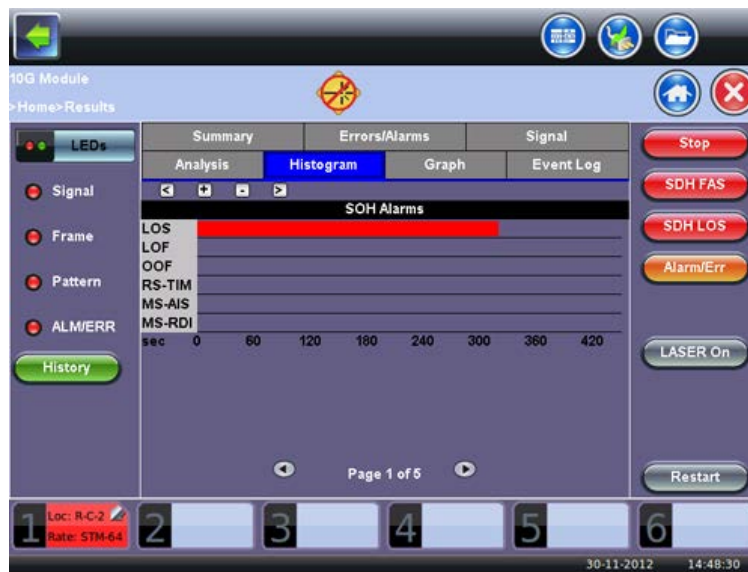 10G Module
>Home>Results
LEDs
Signal
Frame
Pattern
ALM/ERR
History
Summary
Errors/Alarms
Signal
Analysis
Histogram
Graph
Event Log
< + - >
SOH Alarms
LOS
LOF
OOF
RS-TIM
MS-AIS
MS-RDI
sec 0 60 120 180 240 300 360 420
Page 1 of 5
Stop
SDH FAS
SDH LOS
Alarm/Err
LASER On
Restart
1
Loc: R-C-2
Rate: STM-64
2
3
4
5
6
30-11-2012 14:48:30